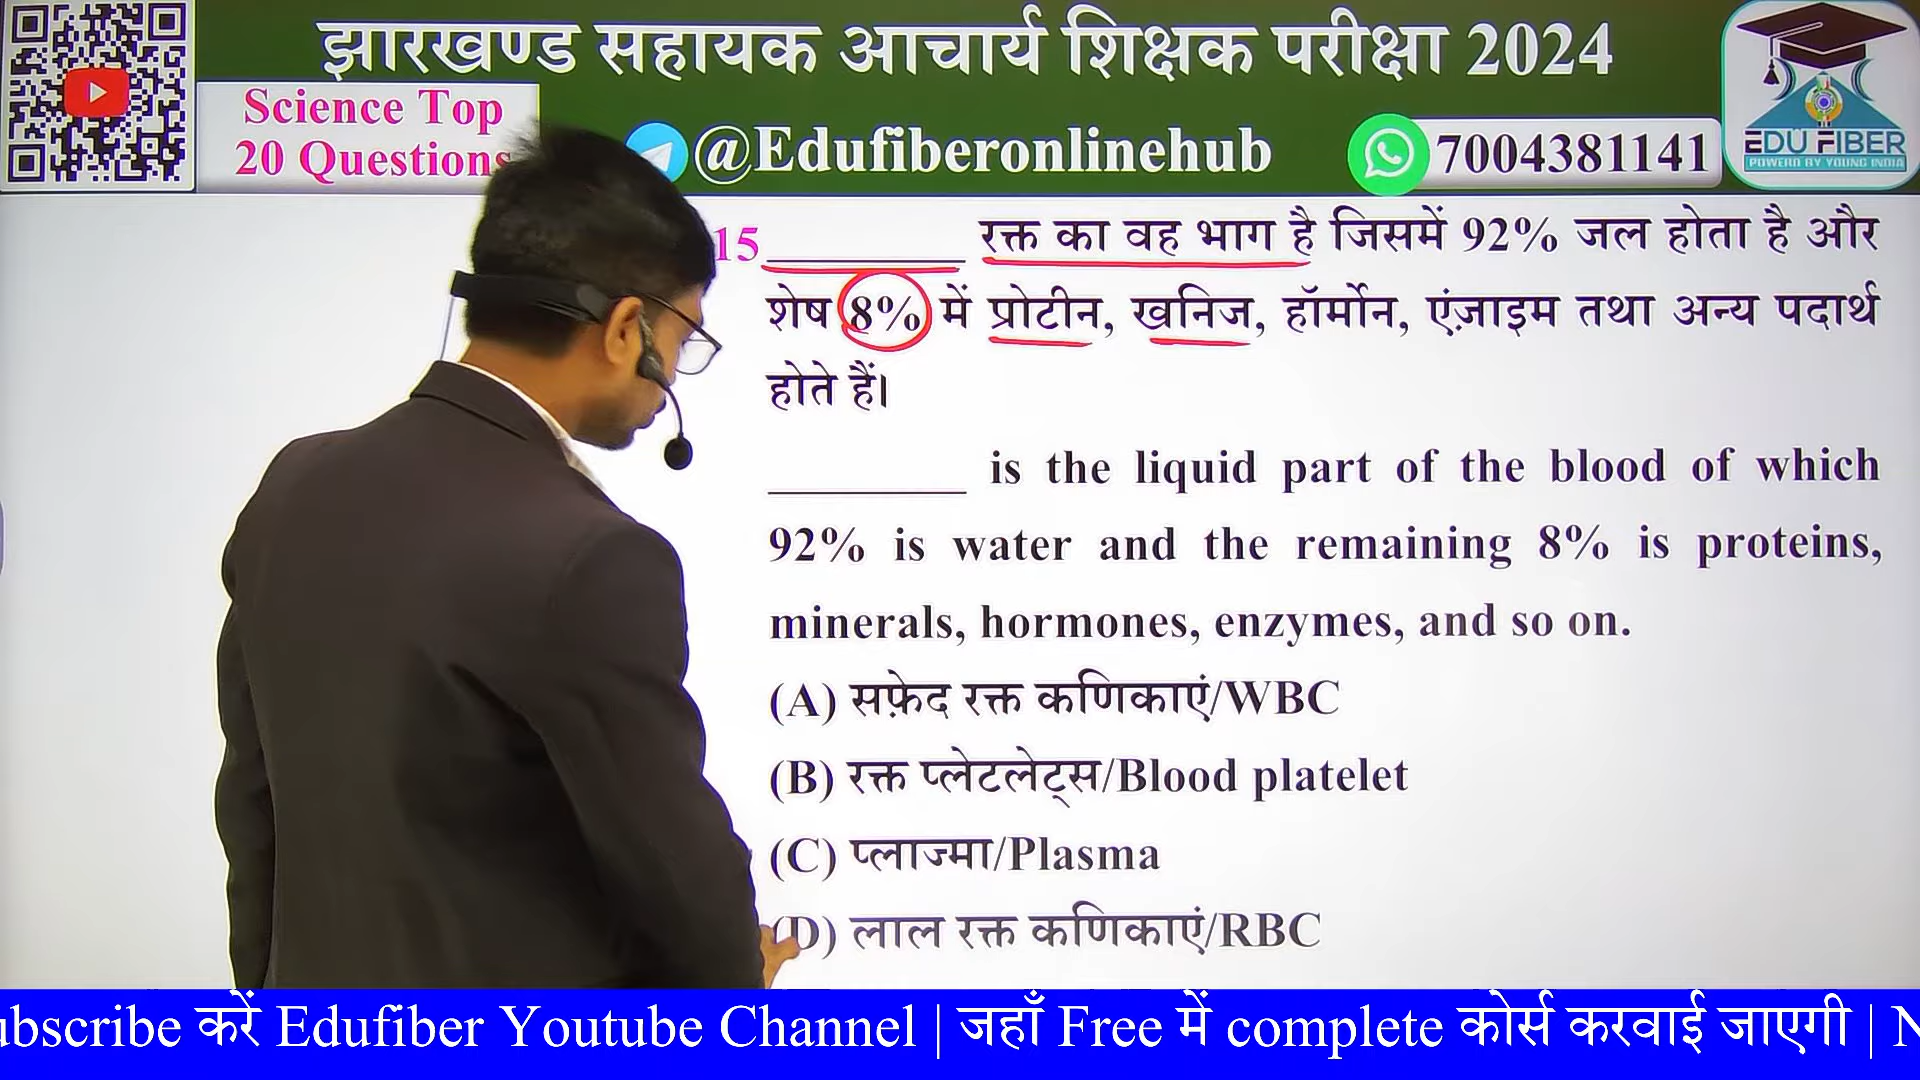 झारखण्ड सहायक आचार्य शिक्षक परीक्षा 2024
Science Top
20 Questions
@Edufiberonlinehub
7004381141
EDU FIBER
POWERD BY YOUNG INDIA
15 ________ रक्त का वह भाग है जिसमें 92% जल होता है और
शेष 8% में प्रोटीन, खनिज, हॉर्मोन, एंज़ाइम तथा अन्य पदार्थ
होते हैं।
________ is the liquid part of the blood of which
92% is water and the remaining 8% is proteins,
minerals, hormones, enzymes, and so on.
(A) सफ़ेद रक्त कणिकाएं/WBC
(B) रक्त प्लेटलेट्स/Blood platelet
(C) प्लाज्मा/Plasma
(D) लाल रक्त कणिकाएं/RBC
ubscribe करें Edufiber Youtube Channel | जहाँ Free में complete कोर्स करवाई जाएगी | N